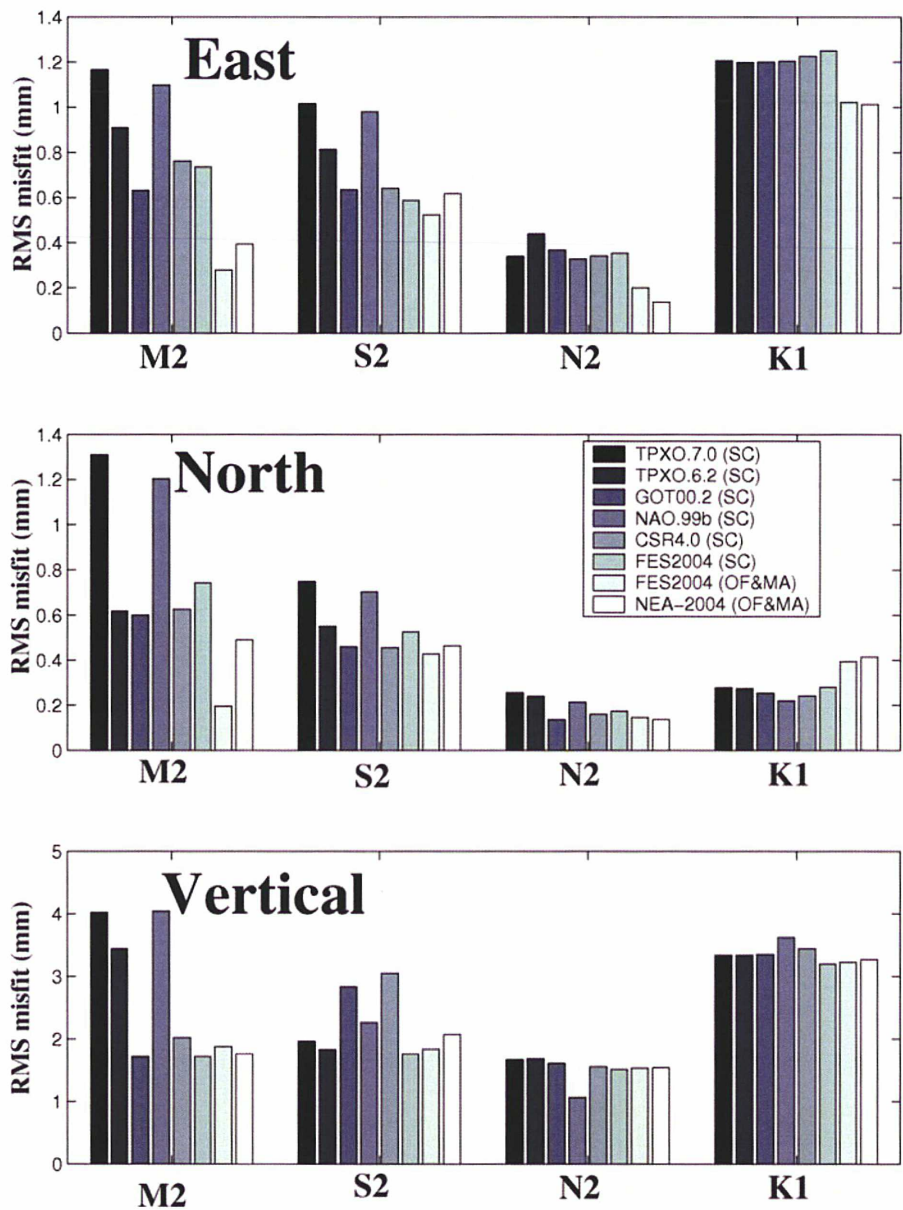 East
RMS misfit (mm)
1.4
1.2
1
0.8
0.6
0.4
0.2
0
M2 S2 N2 K1
North
RMS misfit (mm)
1.4
1.2
1
0.8
0.6
0.4
0.2
0
TPXO.7.0 (SC)
TPXO.6.2 (SC)
GOT00.2 (SC)
NAO.99b (SC)
CSR4.0 (SC)
FES2004 (SC)
FES2004 (OF&MA)
NEA-2004 (OF&MA)
M2 S2 N2 K1
Vertical
RMS misfit (mm)
5
4
3
2
1
0
M2 S2 N2 K1